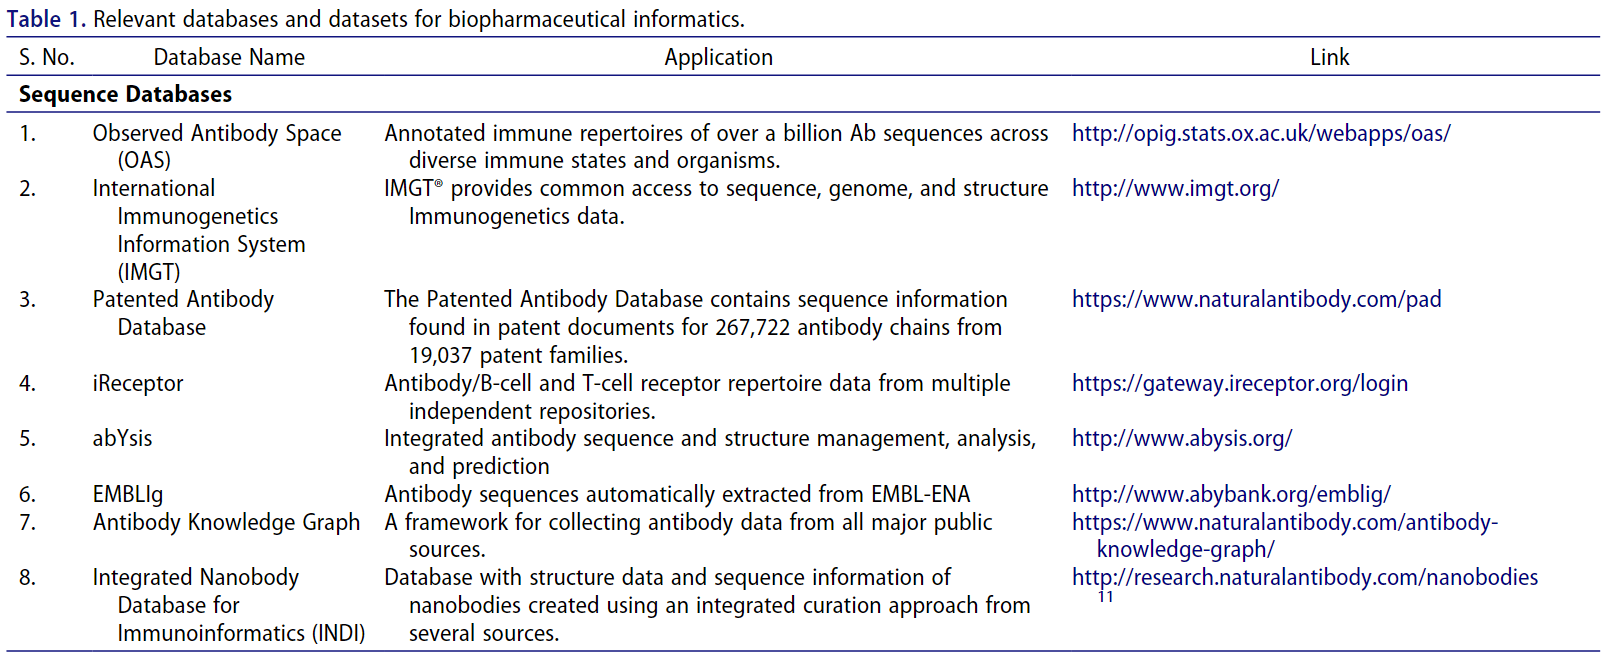 Table 1. Relevant databases and datasets for biopharmaceutical informatics.
S. No. Database Name Application Link
Sequence Databases
1. Observed Antibody Space Annotated immune repertoires of over a billion Ab sequences across http://opig.stats.ox.ac.uk/webapps/oas/
(OAS) diverse immune states and organisms.
2. International IMGT® provides common access to sequence, genome, and structure http://www.imgt.org/
Immunogenetics Immunogenetics data.
Information System
(IMGT)
3. Patented Antibody The Patented Antibody Database contains sequence information https://www.naturalantibody.com/pad
Database found in patent documents for 267,722 antibody chains from
19,037 patent families.
4. iReceptor Antibody/B-cell and T-cell receptor repertoire data from multiple https://gateway.ireceptor.org/login
independent repositories.
5. abYsis Integrated antibody sequence and structure management, analysis, http://www.abysis.org/
and prediction
6. EMBLIg Antibody sequences automatically extracted from EMBL-ENA http://www.abybank.org/emblig/
7. Antibody Knowledge Graph A framework for collecting antibody data from all major public https://www.naturalantibody.com/antibody-
sources. knowledge-graph/
8. Integrated Nanobody Database with structure data and sequence information of http://research.naturalantibody.com/nanobodies
Database for nanobodies created using an integrated curation approach from 11
Immunoinformatics (INDI) several sources.